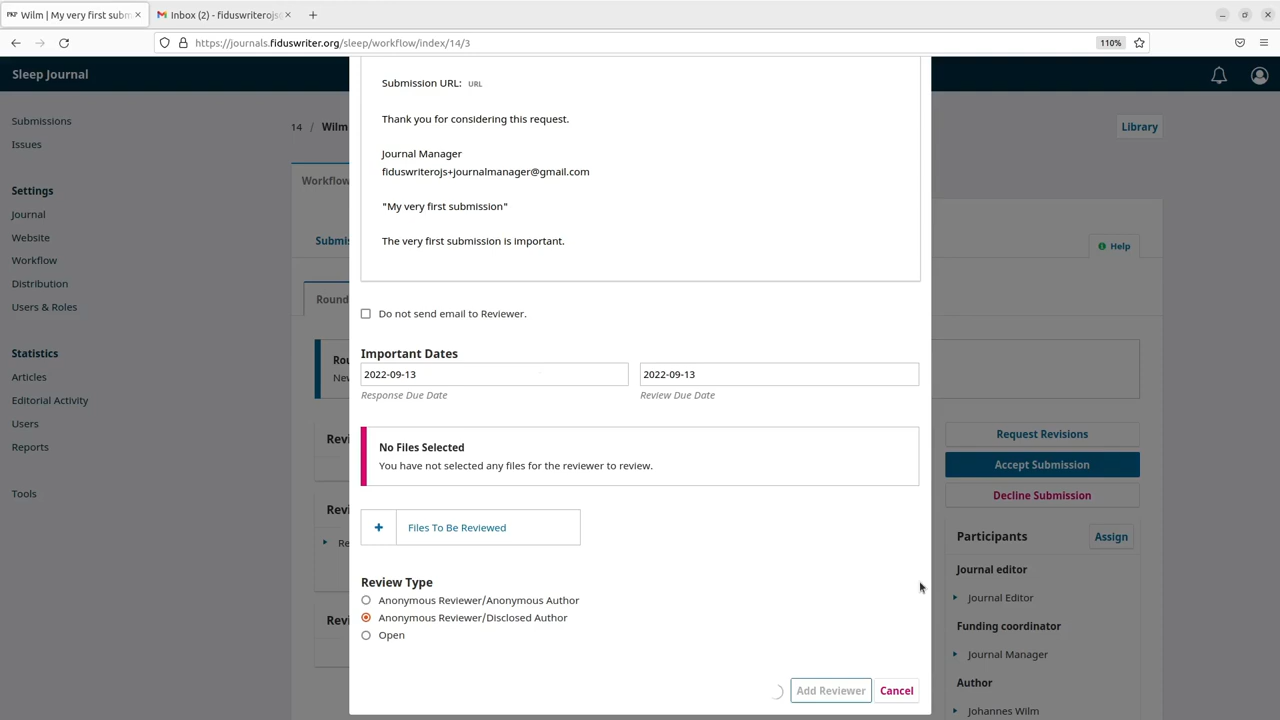 Wilm | My very first subm
Inbox (2) - fiduswriterojs
https://journals.fiduswriter.org/sleep/workflow/index/14/3
110%
Sleep Journal
Submissions
Issues
Settings
Journal
Website
Workflow
Distribution
Users & Roles
Statistics
Articles
Editorial Activity
Users
Reports
Tools
14 / Wilm
Library
Workflow
Submi
Help
Round
Rou
New
Revi
Revi
Re
Revi
Submission URL: URL
Thank you for considering this request.
Journal Manager
fiduswriterojs+journalmanager@gmail.com
"My very first submission"
The very first submission is important.
Do not send email to Reviewer.
Important Dates
2022-09-13
2022-09-13
Response Due Date
Review Due Date
No Files Selected
You have not selected any files for the reviewer to review.
+ Files To Be Reviewed
Review Type
Anonymous Reviewer/Anonymous Author
Anonymous Reviewer/Disclosed Author
Open
Add Reviewer
Cancel
Request Revisions
Accept Submission
Decline Submission
Participants
Assign
Journal editor
Journal Editor
Funding coordinator
Journal Manager
Author
Johannes Wilm